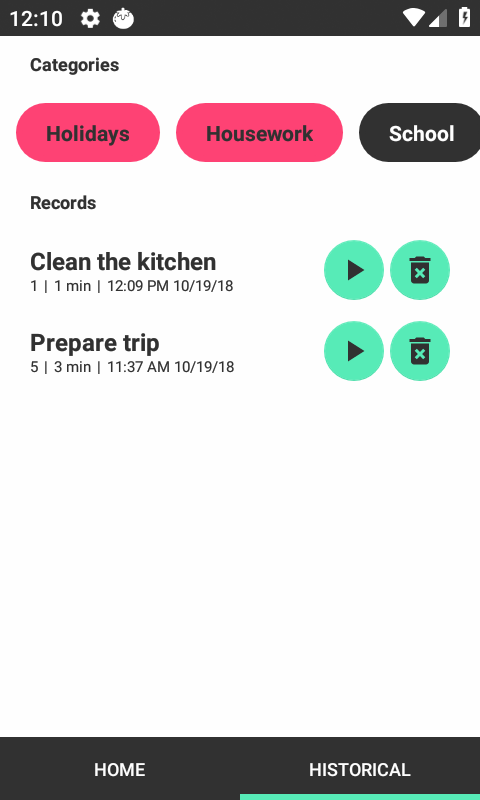 12:10
Categories
Holidays Housework School
Records
Clean the kitchen
1 | 1 min | 12:09 PM 10/19/18
Prepare trip
5 | 3 min | 11:37 AM 10/19/18
HOME HISTORICAL